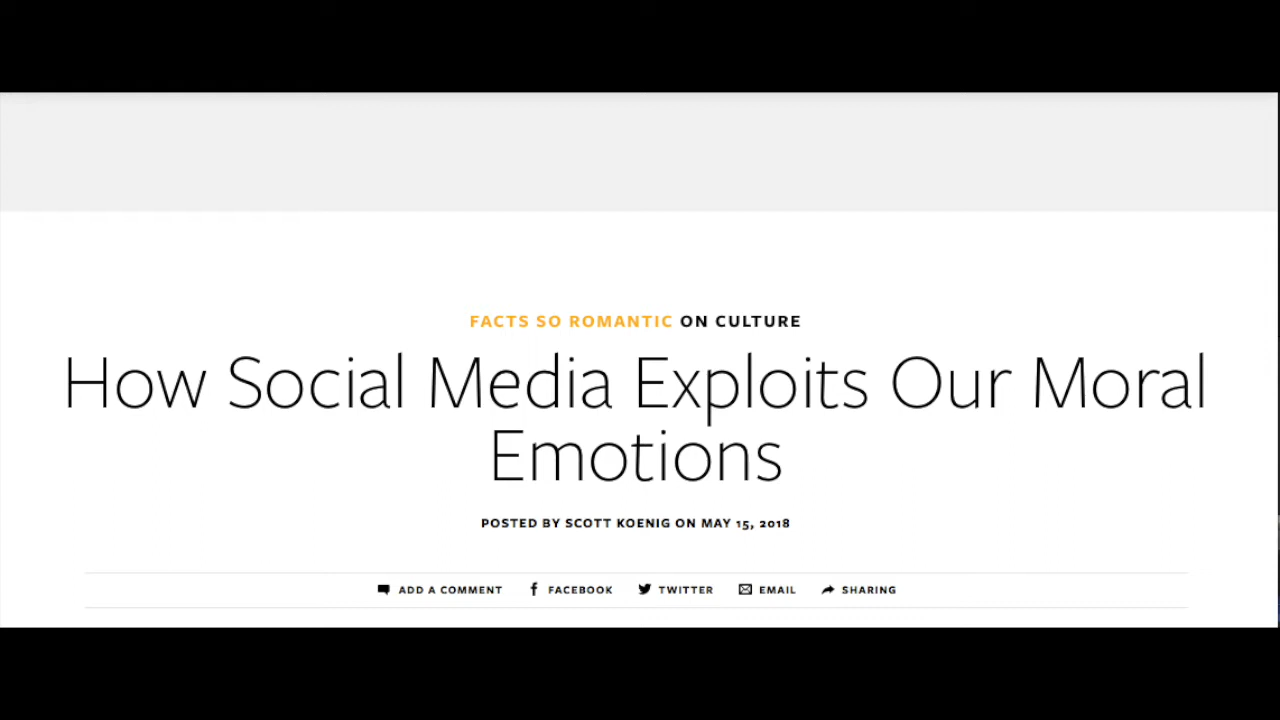 FACTS SO ROMANTIC ON CULTURE
How Social Media Exploits Our Moral
Emotions
POSTED BY SCOTT KOENIG ON MAY 15, 2018
ADD A COMMENT FACEBOOK TWITTER EMAIL SHARING